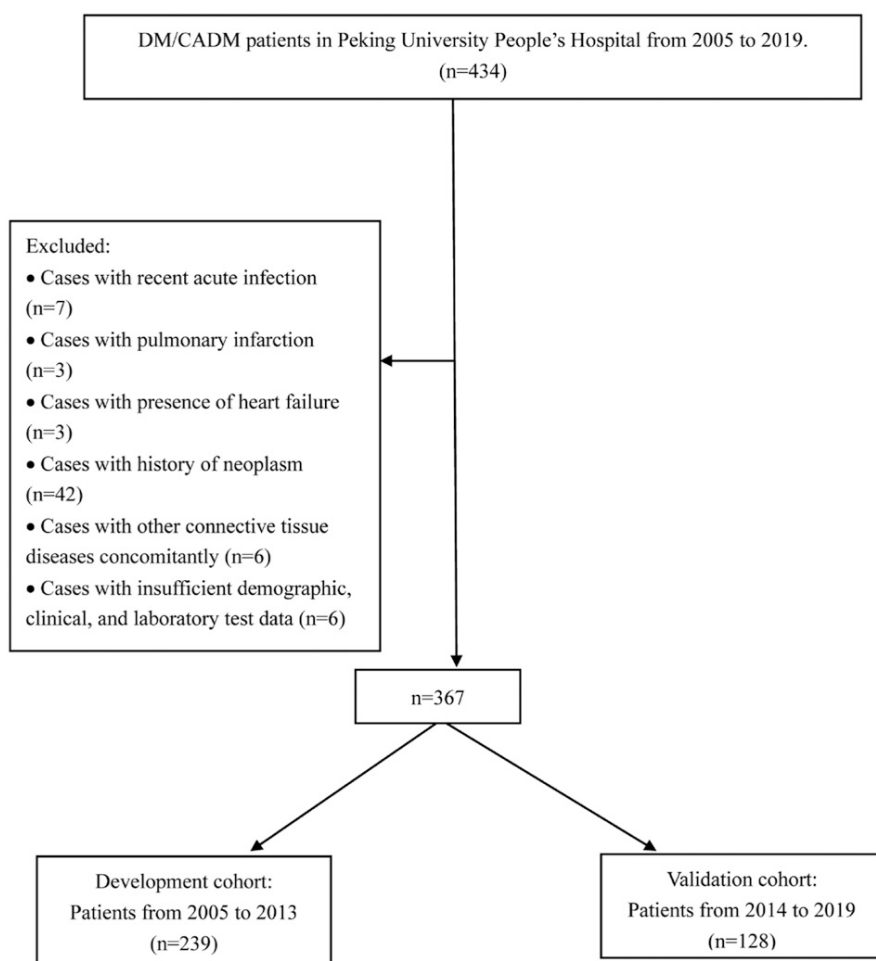 DM/CADM patients in Peking University People's Hospital from 2005 to 2019.
(n=434)
Excluded:
• Cases with recent acute infection
(n=7)
• Cases with pulmonary infarction
(n=3)
• Cases with presence of heart failure
(n=3)
• Cases with history of neoplasm
(n=42)
• Cases with other connective tissue
diseases concomitantly (n=6)
• Cases with insufficient demographic,
clinical, and laboratory test data (n=6)
n=367
Development cohort:
Patients from 2005 to 2013
(n=239)
Validation cohort:
Patients from 2014 to 2019
(n=128)